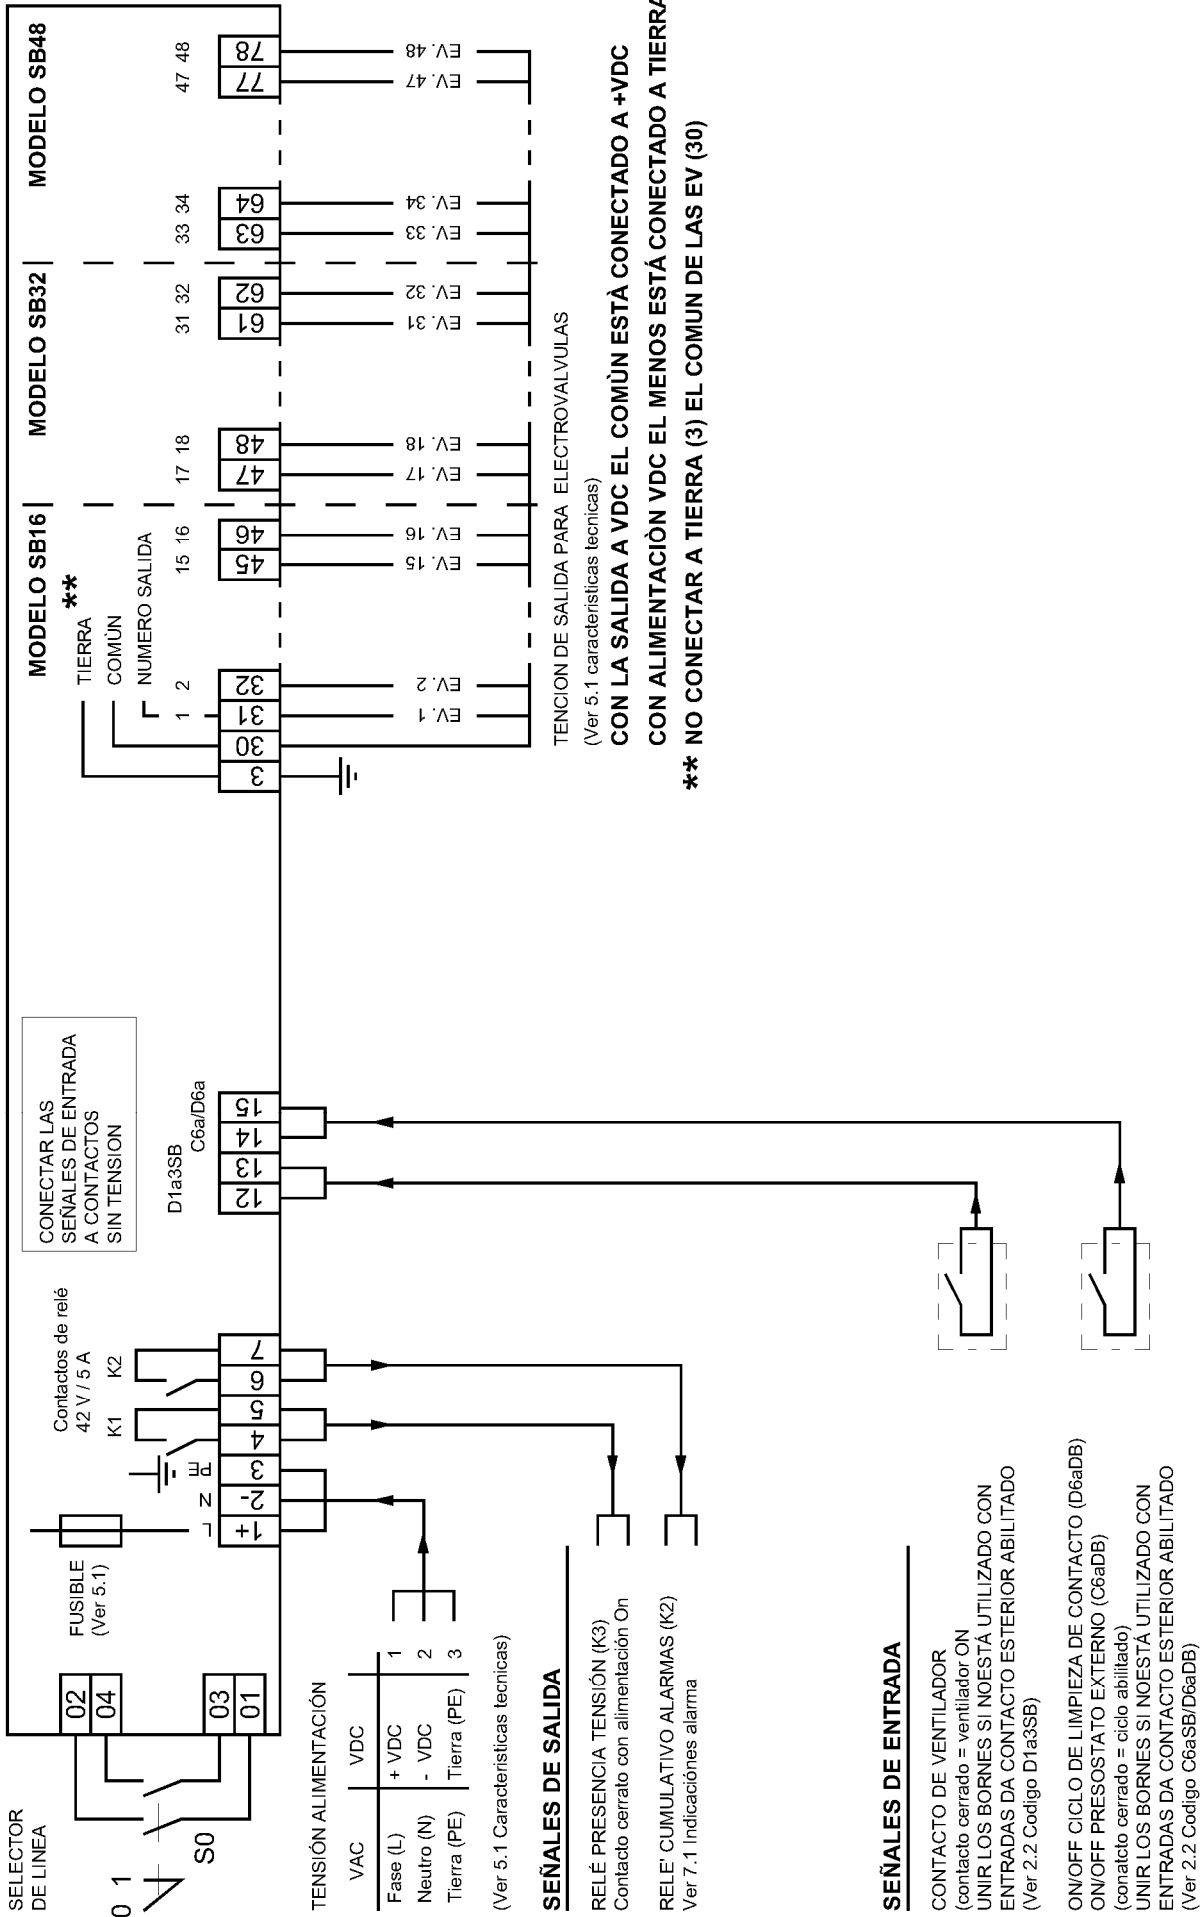 SELECTOR
DE LINEA
0 1
S0
02
04
03
01
FUSIBLE
(Ver 5.1)
L
N
PE
1+
2-
3
4
5
6
7
K1
K2
Contactos de relé
42 V / 5 A
CONECTAR LAS
SEÑALES DE ENTRADA
A CONTACTOS
SIN TENSION
D1a3SB
C6a/D6a
12
13
14
15
MODELO SB16
MODELO SB32
MODELO SB48
TIERRA
**
COMÙN
NUMERO SALIDA
1 2
15 16
17 18
31 32
33 34
47 48
3
30
31
32
45
46
47
48
61
62
63
64
77
78
EV. 1
EV. 2
EV. 15
EV. 16
EV. 17
EV. 18
EV. 31
EV. 32
EV. 33
EV. 34
EV. 47
EV. 48
TENCION DE SALIDA PARA ELECTROVALVULAS
(Ver 5.1 caracteristicas tecnicas)
CON LA SALIDA A VDC EL COMÙN ESTÀ CONECTADO A +VDC
CON ALIMENTACIÒN VDC EL MENOS ESTÁ CONECTADO A TIERRA
** NO CONECTAR A TIERRA (3) EL COMUN DE LAS EV (30)
TENSIÓN ALIMENTACIÓN
VAC VDC
Fase (L) + VDC 1
Neutro (N) - VDC 2
Tierra (PE) Tierra (PE) 3
(Ver 5.1 Caracteristicas tecnicas)
SEÑALES DE SALIDA
RELÉ PRESENCIA TENSIÓN (K3)
Contacto cerrato con alimentación On
RELE' CUMULATIVO ALARMAS (K2)
Ver 7.1 Indicaciónes alarma
SEÑALES DE ENTRADA
CONTACTO DE VENTILADOR
(contacto cerrado = ventilador ON
UNIR LOS BORNES SI NOESTÁ UTILIZADO CON
ENTRADAS DA CONTACTO ESTERIOR ABILITADO
(Ver 2.2 Codigo D1a3SB)
ON/OFF CICLO DE LIMPIEZA DE CONTACTO (D6aDB)
ON/OFF PRESOSTATO EXTERNO (C6aDB)
(conatcto cerrado = ciclo abilitado)
UNIR LOS BORNES SI NOESTÁ UTILIZADO CON
ENTRADAS DA CONTACTO ESTERIOR ABILITADO
(Ver 2.2 Codigo C6aSB/D6aDB)